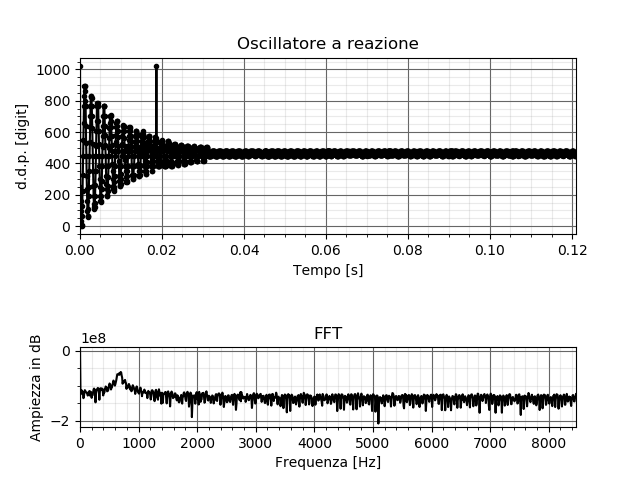 Oscillatore a reazione
1000
800
600
400
200
0
d.d.p. [digit]
0.00 0.02 0.04 0.06 0.08 0.10 0.12
Tempo [s]
FFT
1e8
0
−2
Ampiezza in dB
0 1000 2000 3000 4000 5000 6000 7000 8000
Frequenza [Hz]